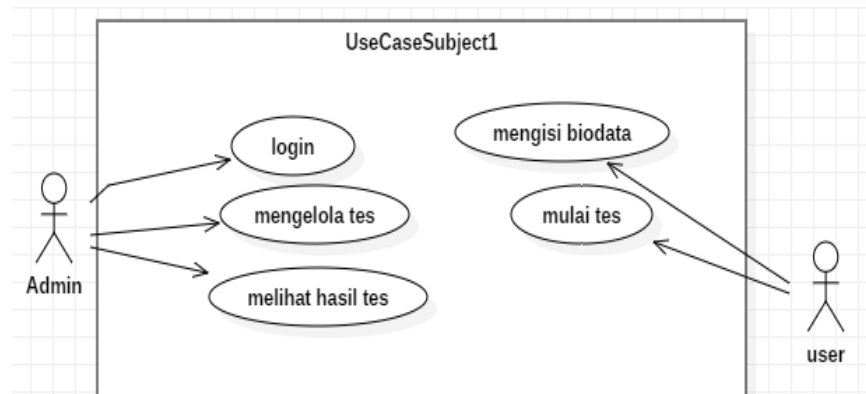 UseCaseSubject1
login
mengisi biodata
mengelola tes
mulai tes
Admin
melihat hasil tes
user